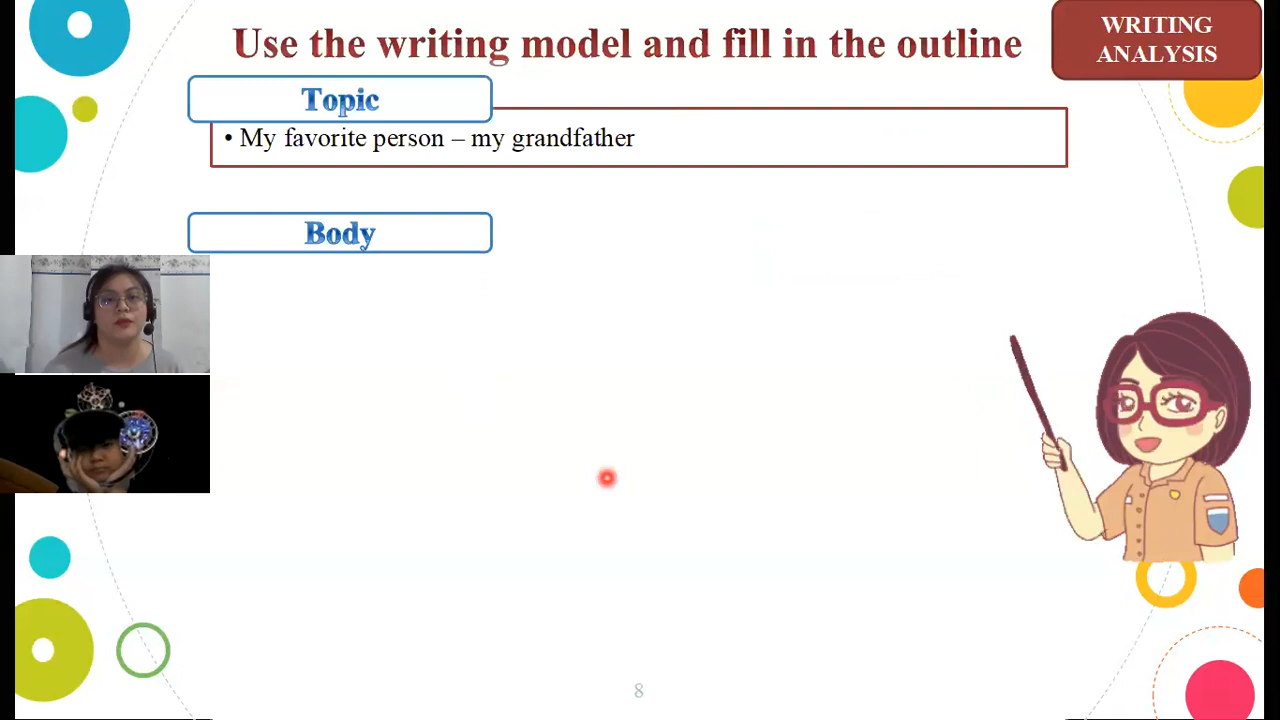 Use the writing model and fill in the outline
WRITING
ANALYSIS
Topic
• My favorite person – my grandfather
Body
8